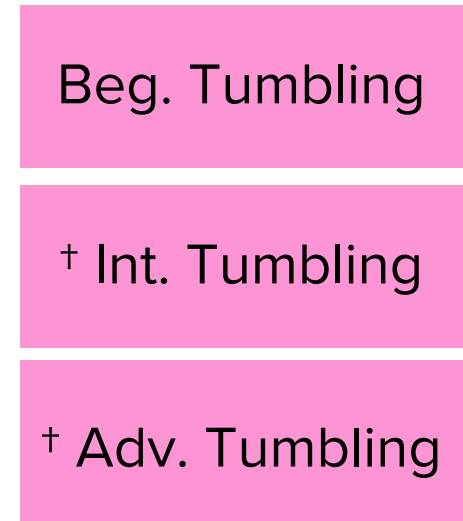 Beg. Tumbling
† Int. Tumbling
† Adv. Tumbling